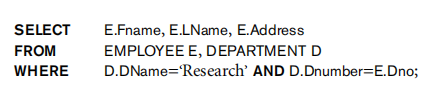 SELECT E.Fname, E.LName, E.Address
FROM EMPLOYEE E, DEPARTMENT D
WHERE D.DName=‘Research’ AND D.Dnumber=E.Dno;